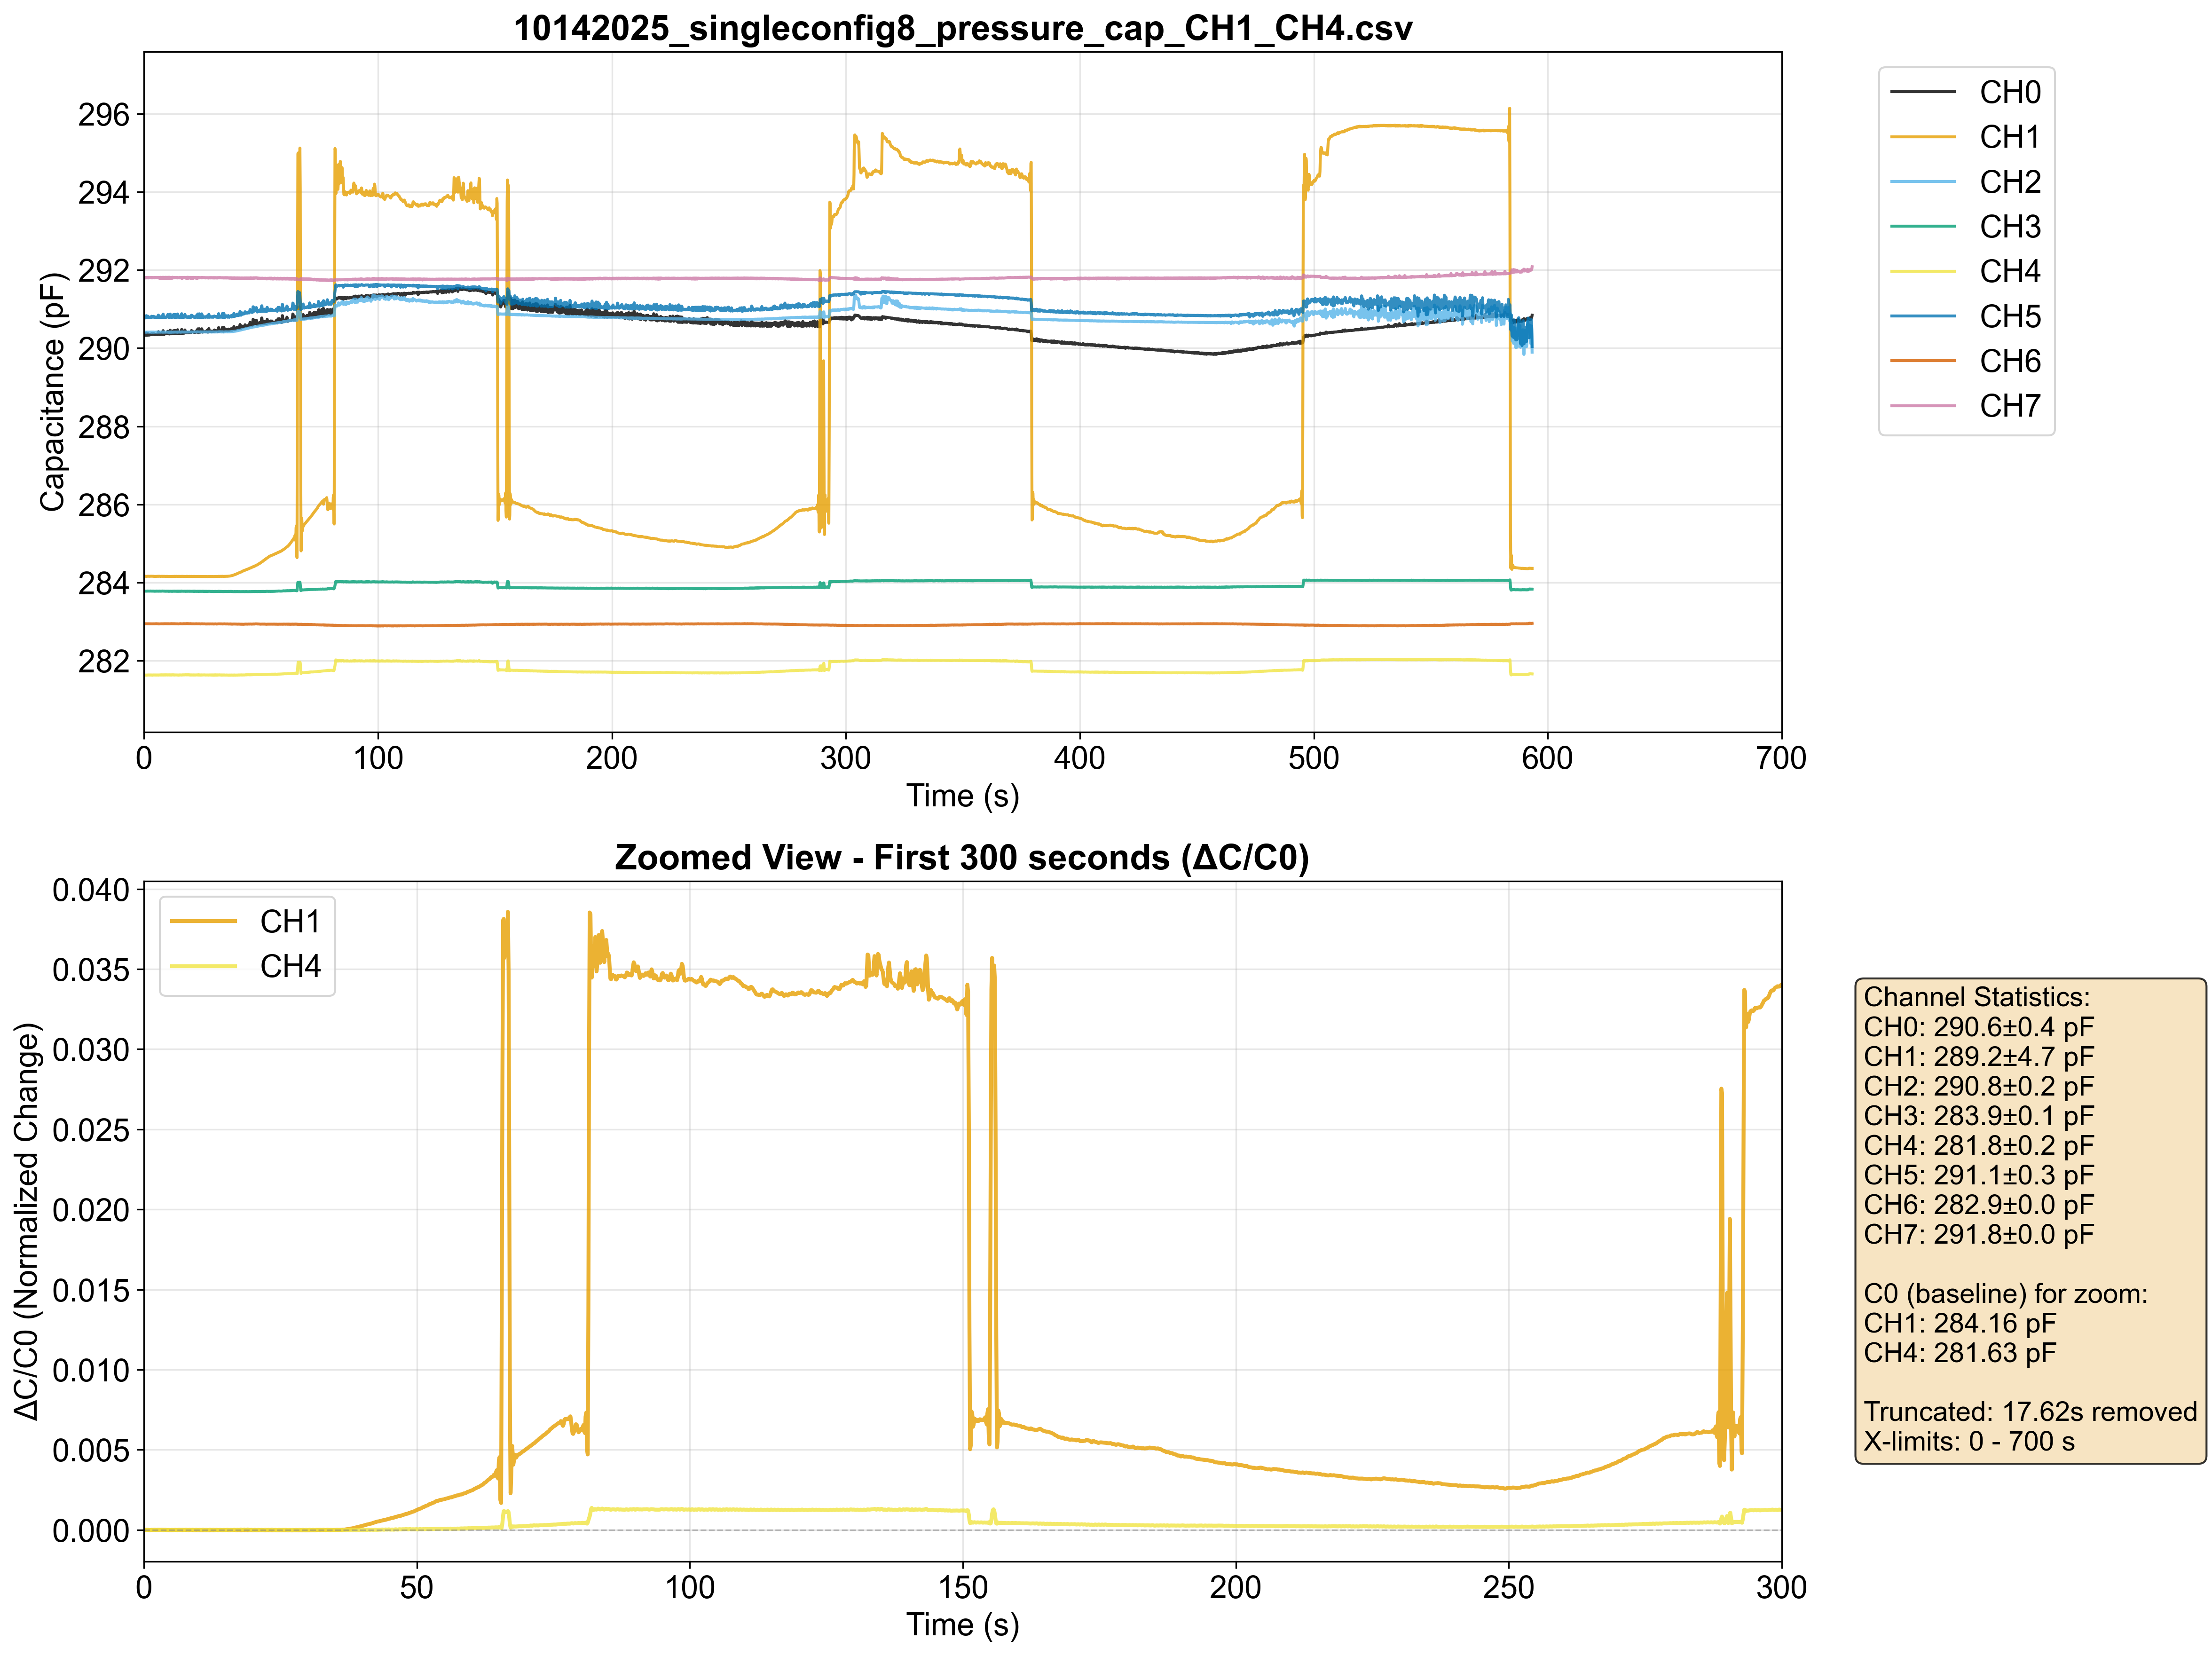 10142025_singleconfig8_pressure_cap_CH1_CH4.csv
Capacitance (pF)
296
294
292
290
288
286
284
282
0 100 200 300 400 500 600 700
Time (s)
CH0
CH1
CH2
CH3
CH4
CH5
CH6
CH7
Zoomed View - First 300 seconds (ΔC/C0)
ΔC/C0 (Normalized Change)
0.040
0.035
0.030
0.025
0.020
0.015
0.010
0.005
0.000
CH1
CH4
0 50 100 150 200 250 300
Time (s)
Channel Statistics:
CH0: 290.6±0.4 pF
CH1: 289.2±4.7 pF
CH2: 290.8±0.2 pF
CH3: 283.9±0.1 pF
CH4: 281.8±0.2 pF
CH5: 291.1±0.3 pF
CH6: 282.9±0.0 pF
CH7: 291.8±0.0 pF
C0 (baseline) for zoom:
CH1: 284.16 pF
CH4: 281.63 pF
Truncated: 17.62s removed
X-limits: 0 - 700 s